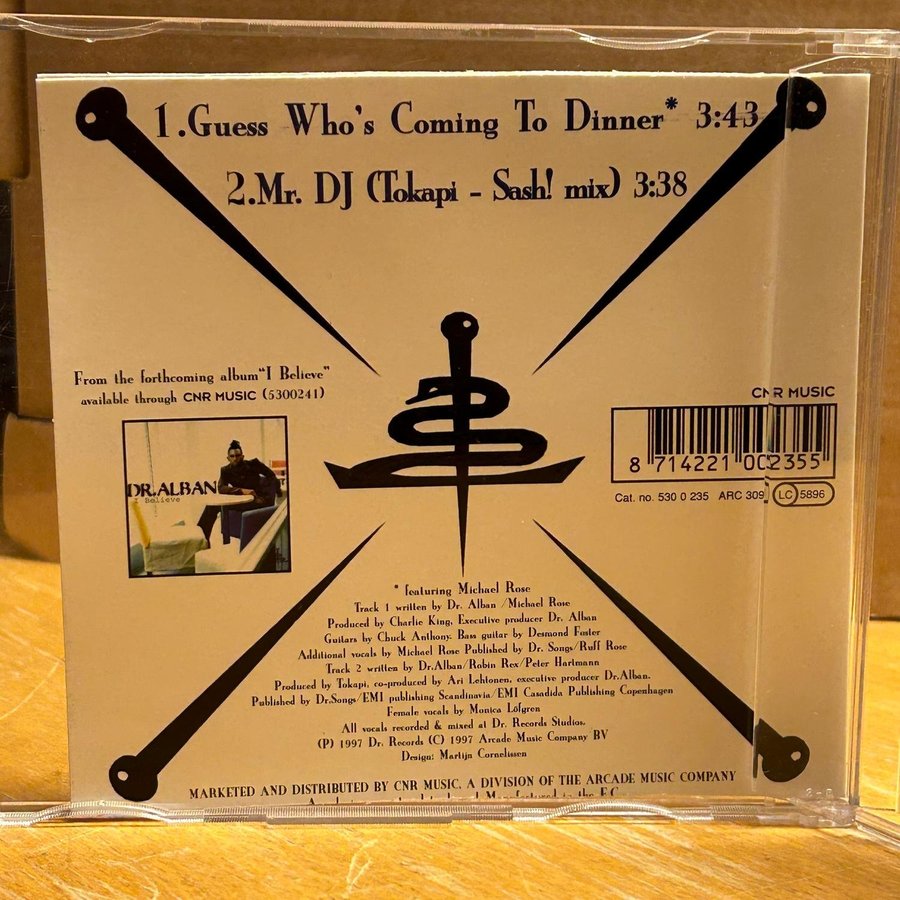 1.Guess Who's Coming To Dinner* 3:43
2.Mr. DJ (Tokapi - Sash! mix) 3:38
From the forthcoming album "I Believe"
available through CNR MUSIC (5300241)
DR.ALBAN
I Believe
CNR MUSIC
8 714221 002355
Cat. no. 530 0 235 ARC 309 LC 5896
* featuring Michael Rose
Track 1 written by Dr. Alban /Michael Rose
Produced by Charlie King, Executive producer Dr. Alban
Guitars by Chuck Anthony. Bass guitar by Desmond Foster
Additional vocals by Michael Rose Published by Dr. Songs/Ruff Rose
Track 2 written by Dr.Alban/Robin Rex/Peter Hartmann
Produced by Tokapi, co-produced by Ari Lehtonen, executive producer Dr.Alban.
Published by Dr.Songs/EMI publishing Scandinavia/EMI Casadida Publishing Copenhagen
Female vocals by Monica Löfgren
All vocals recorded & mixed at Dr. Records Studios.
(P) 1997 Dr. Records (C) 1997 Arcade Music Company BV
Design: Martijn Cornelissen
MARKETED AND DISTRIBUTED BY CNR MUSIC, A DIVISION OF THE ARCADE MUSIC COMPANY